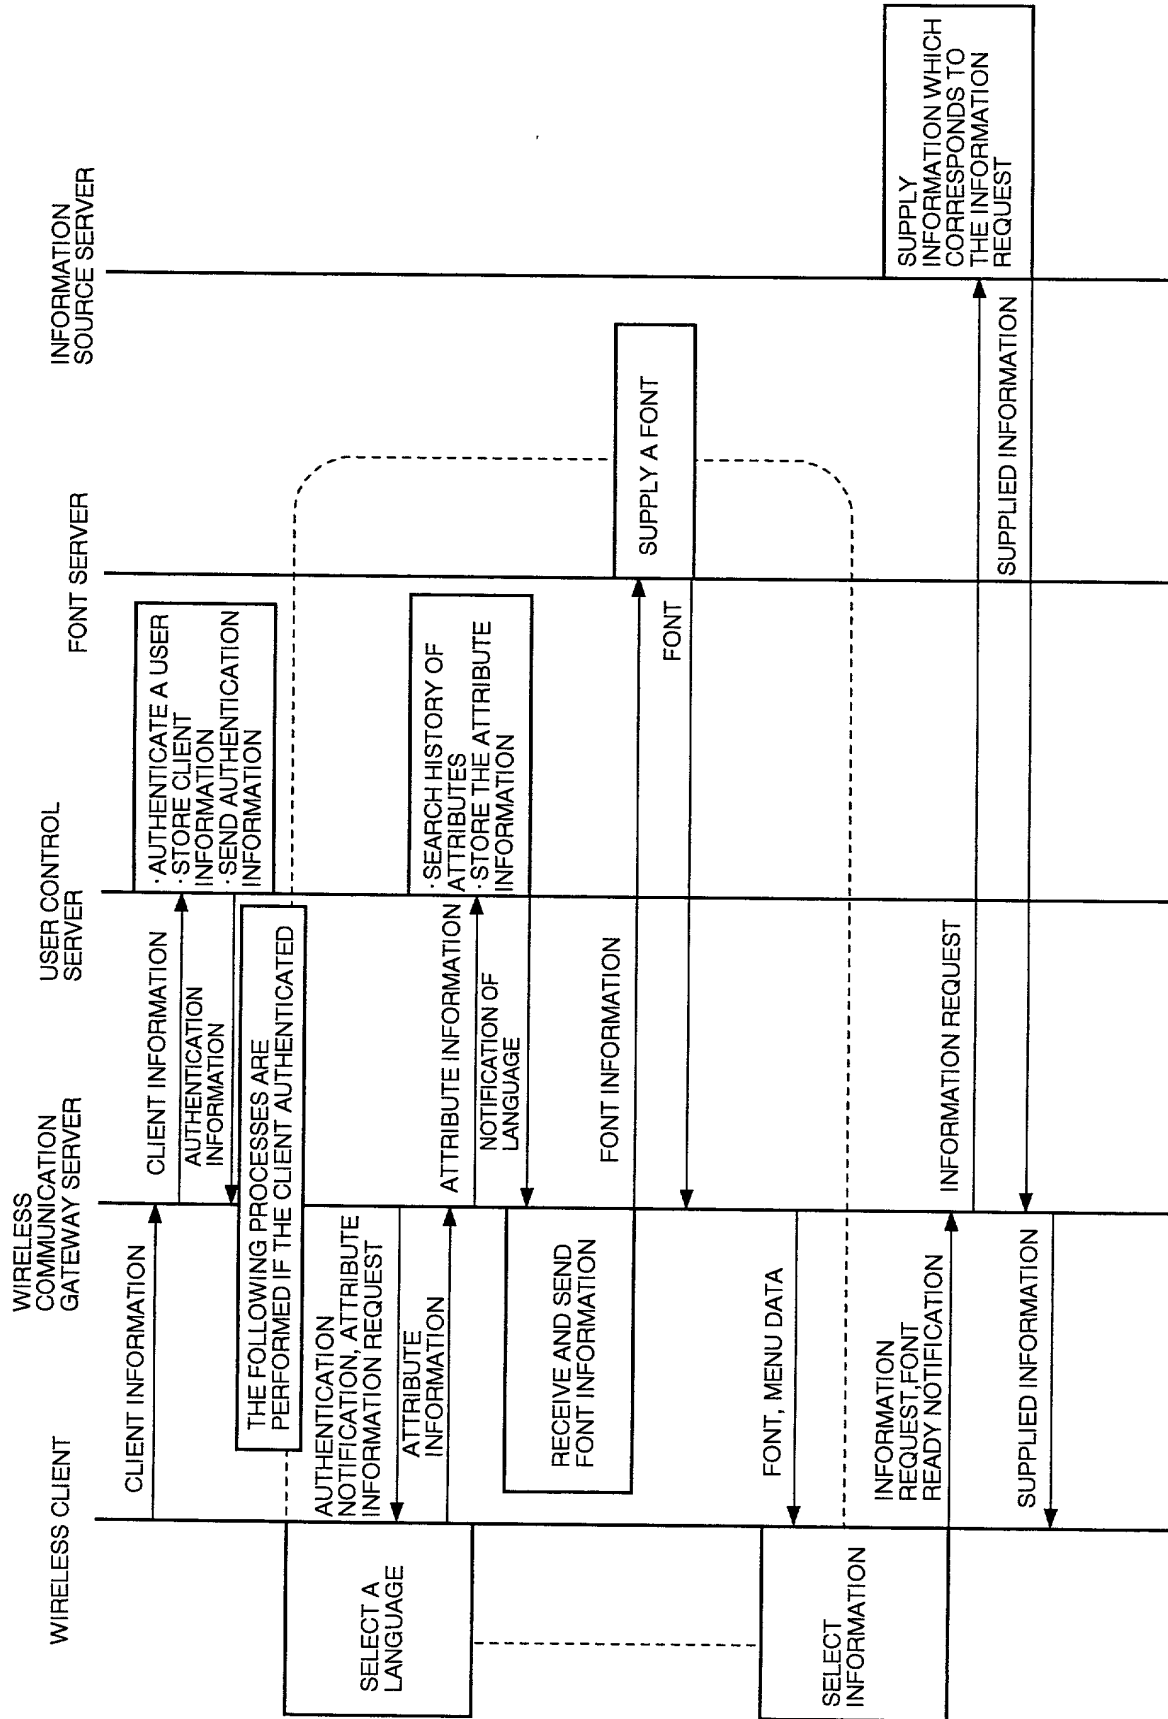 WIRELESS CLIENT
WIRELESS
COMMUNICATION
GATEWAY SERVER
USER CONTROL
SERVER
FONT SERVER
INFORMATION
SOURCE SERVER
CLIENT INFORMATION
CLIENT INFORMATION
·AUTHENTICATE A USER
·STORE CLIENT
INFORMATION
·SEND AUTHENTICATION
INFORMATION
AUTHENTICATION
INFORMATION
THE FOLLOWING PROCESSES ARE
PERFORMED IF THE CLIENT AUTHENTICATED
AUTHENTICATION
NOTIFICATION, ATTRIBUTE
INFORMATION REQUEST
SELECT A
LANGUAGE
ATTRIBUTE
INFORMATION
ATTRIBUTE INFORMATION
·SEARCH HISTORY OF
ATTRIBUTES
·STORE THE ATTRIBUTE
INFORMATION
NOTIFICATION OF
LANGUAGE
RECEIVE AND SEND
FONT INFORMATION
FONT INFORMATION
SUPPLY A FONT
FONT
FONT, MENU DATA
SELECT
INFORMATION
INFORMATION
REQUEST,FONT
READY NOTIFICATION
INFORMATION REQUEST
SUPPLY
INFORMATION WHICH
CORRESPONDS TO
THE INFORMATION
REQUEST
SUPPLIED INFORMATION
SUPPLIED INFORMATION